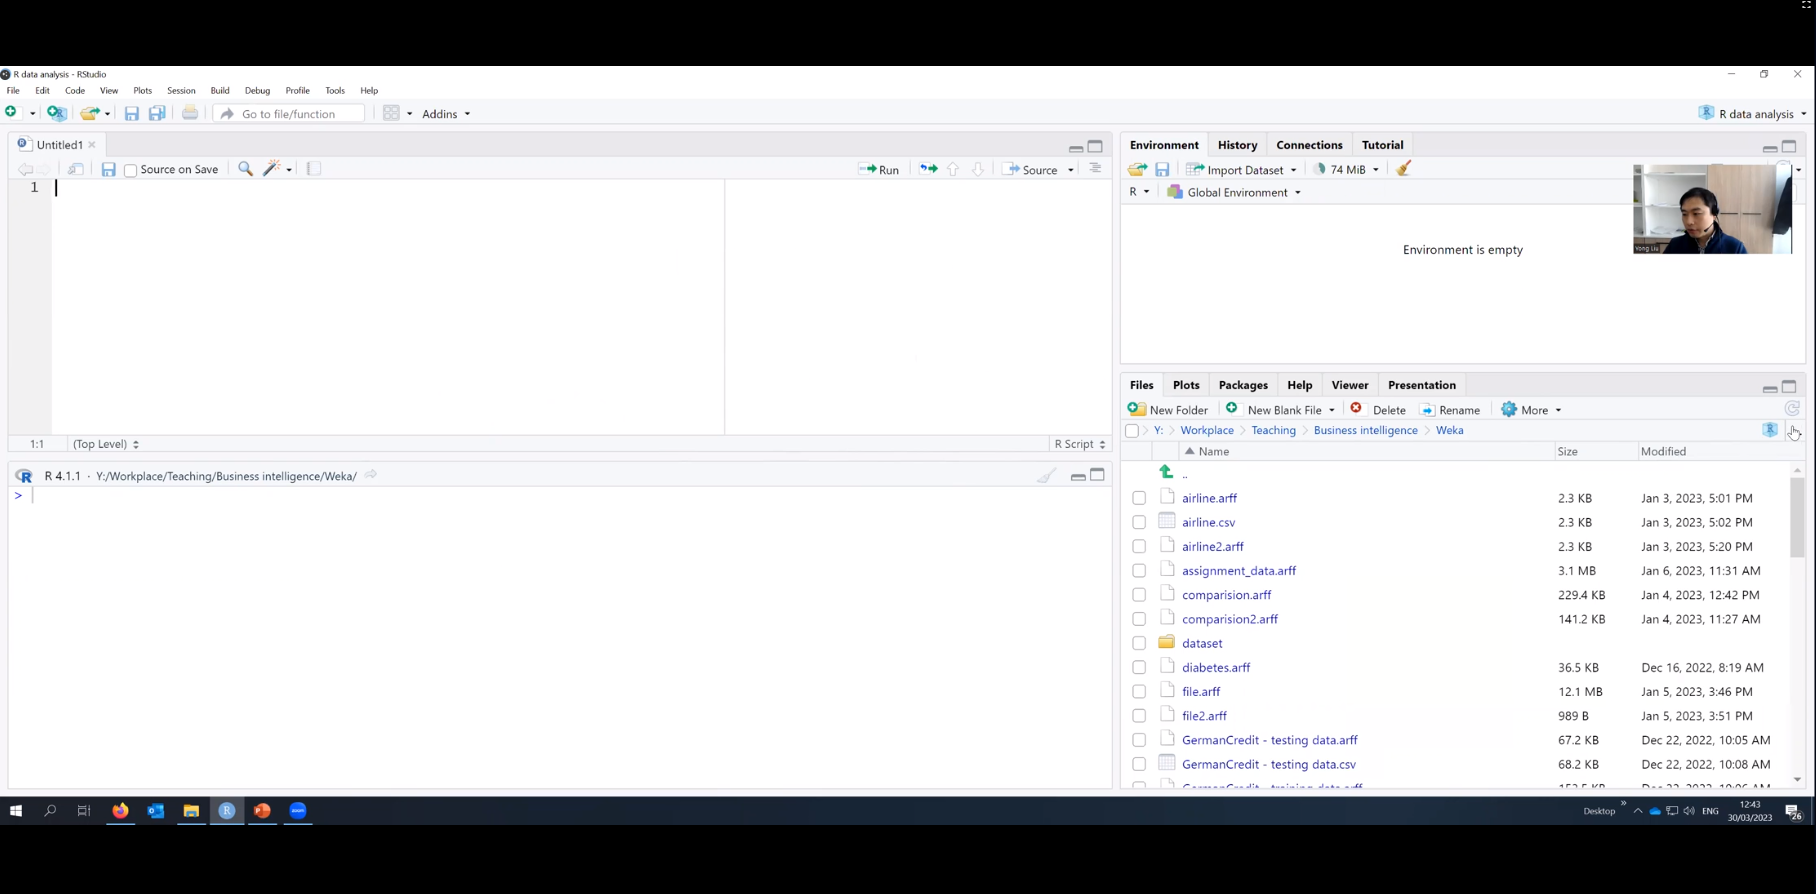 R data analysis - RStudio
File Edit Code View Plots Session Build Debug Profile Tools Help
Go to file/function Addins R data analysis
Untitled1
Source on Save Run Source
1
1:1 (Top Level) R Script
R 4.1.1 · Y:/Workplace/Teaching/Business intelligence/Weka/
>
Environment History Connections Tutorial
Import Dataset 74 MiB
R Global Environment
Environment is empty
Yong Liu
Files Plots Packages Help Viewer Presentation
New Folder New Blank File Delete Rename More
Y: Workplace Teaching Business intelligence Weka
Name Size Modified
..
airline.arff 2.3 KB Jan 3, 2023, 5:01 PM
airline.csv 2.3 KB Jan 3, 2023, 5:02 PM
airline2.arff 2.3 KB Jan 3, 2023, 5:20 PM
assignment_data.arff 3.1 MB Jan 6, 2023, 11:31 AM
comparision.arff 229.4 KB Jan 4, 2023, 12:42 PM
comparision2.arff 141.2 KB Jan 4, 2023, 11:27 AM
dataset
diabetes.arff 36.5 KB Dec 16, 2022, 8:19 AM
file.arff 12.1 MB Jan 5, 2023, 3:46 PM
file2.arff 989 B Jan 5, 2023, 3:51 PM
GermanCredit - testing data.arff 67.2 KB Dec 22, 2022, 10:05 AM
GermanCredit - testing data.csv 68.2 KB Dec 22, 2022, 10:08 AM
Desktop ENG 12:43
30/03/2023 26